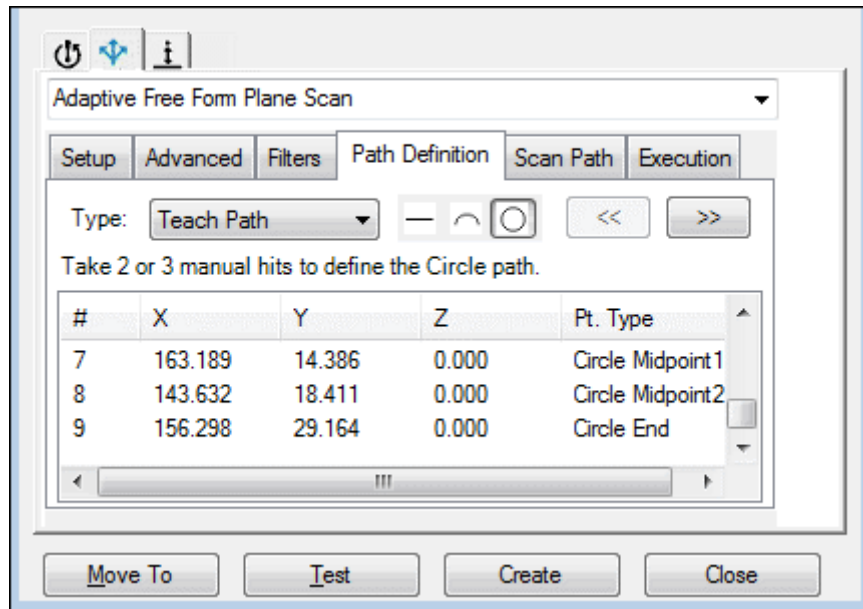 Adaptive Free Form Plane Scan
Setup Advanced Filters Path Definition Scan Path Execution
Type: Teach Path << >>
Take 2 or 3 manual hits to define the Circle path.
# X Y Z Pt. Type
7 163.189 14.386 0.000 Circle Midpoint1
8 143.632 18.411 0.000 Circle Midpoint2
9 156.298 29.164 0.000 Circle End
Move To Test Create Close